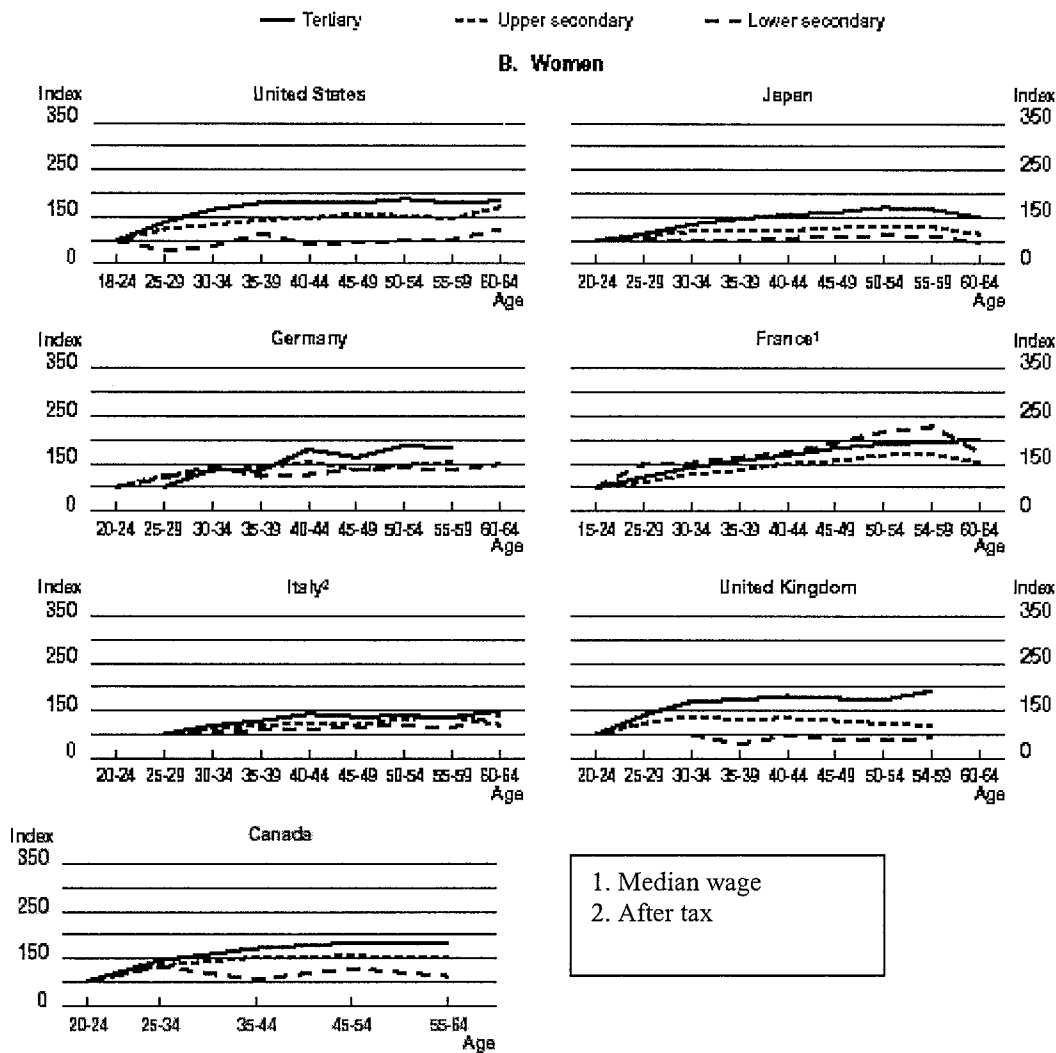 Tertiary Upper secondary Lower secondary
B. Women
Index United States Japan Index
350 350
250 250
150 150
0 0
18-24 25-29 30-34 35-39 40-44 45-49 50-54 55-59 60-64 20-24 25-29 30-34 35-39 40-44 45-49 50-54 55-59 60-64
Age Age
Index Germany France¹ Index
350 350
250 250
150 150
0 0
20-24 25-29 30-34 35-39 40-44 45-49 50-54 55-59 60-64 15-24 25-29 30-34 35-39 40-44 45-49 50-54 54-59 60-64
Age Age
Index Italy² United Kingdom Index
350 350
250 250
150 150
0 0
20-24 25-29 30-34 35-39 40-44 45-49 50-54 55-59 60-64 20-24 25-29 30-34 35-39 40-44 45-49 50-54 54-59 60-64
Age Age
Index Canada
350
250
150
0
20-24 25-34 35-44 45-54 55-64
Age
1. Median wage
2. After tax